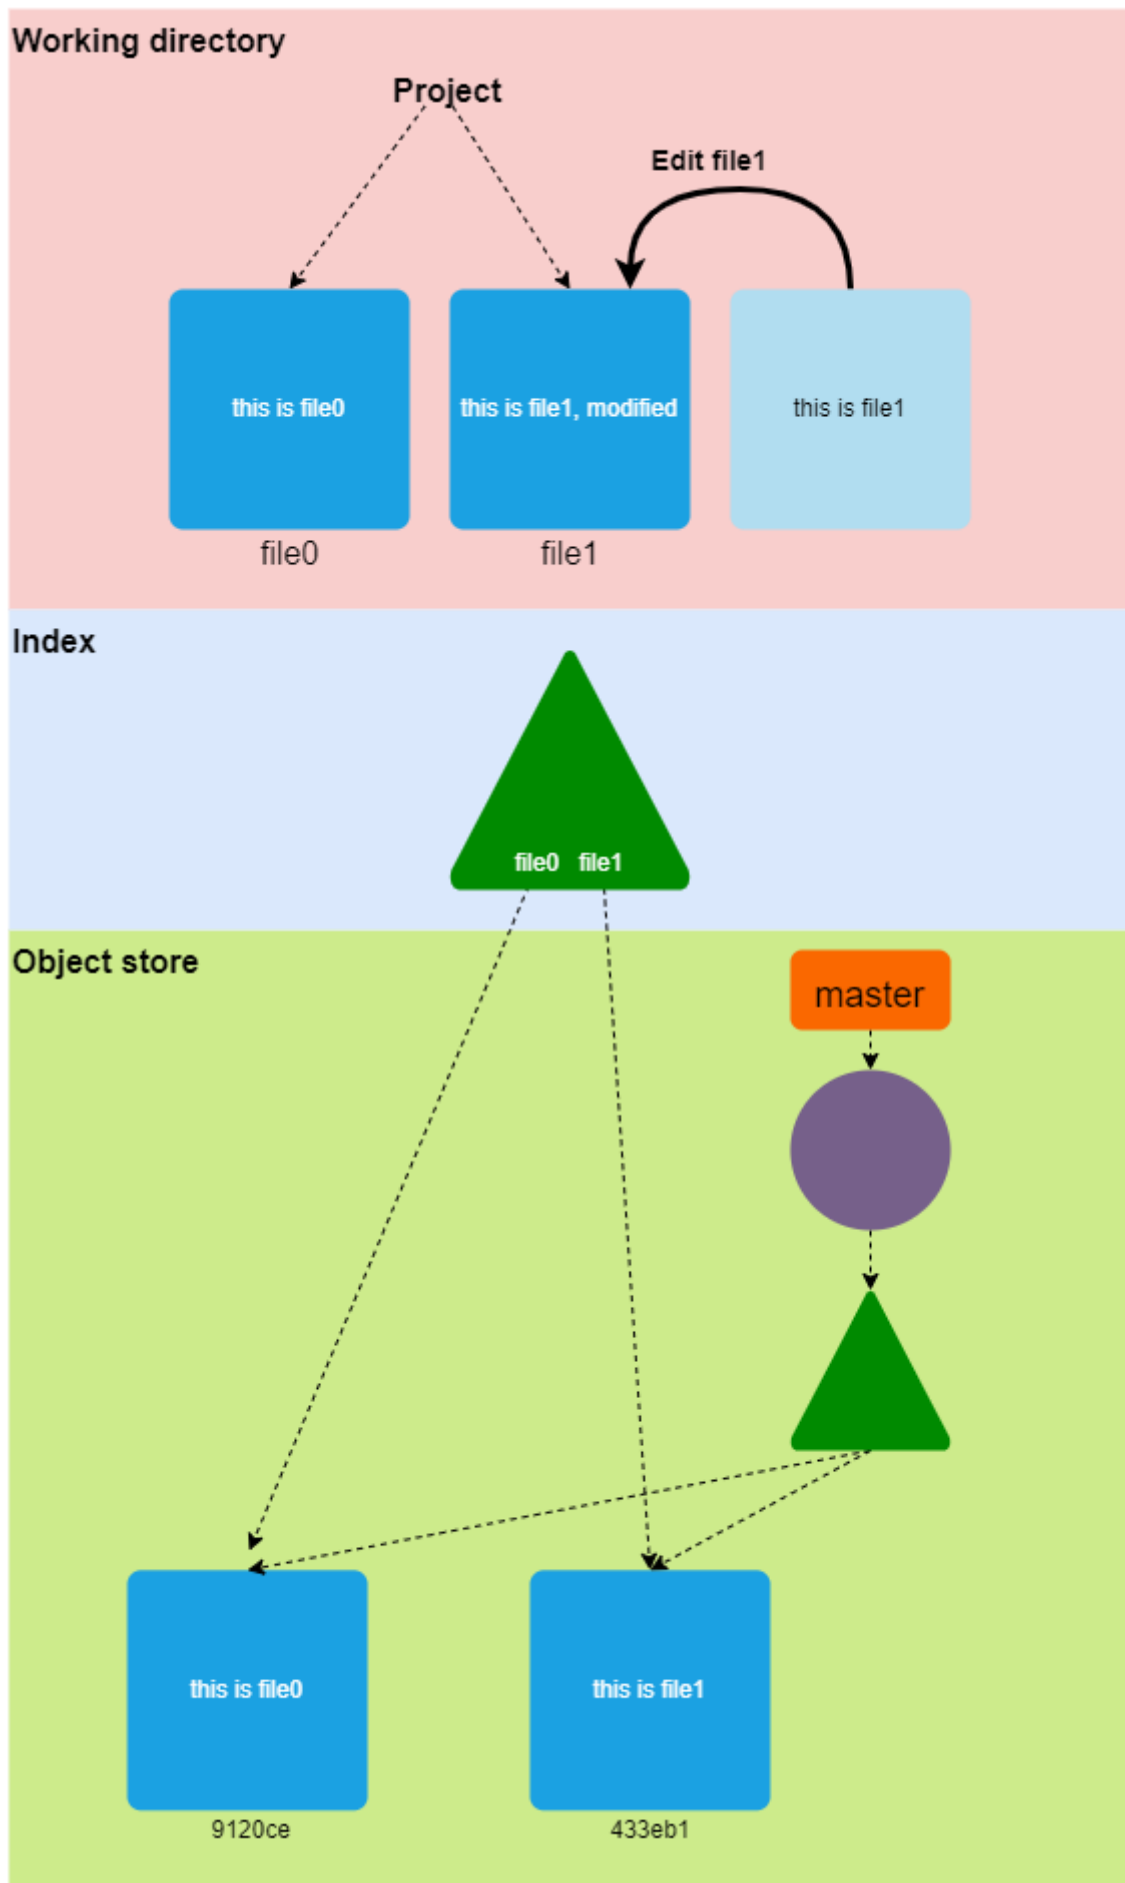 Working directory
Project
Edit file1
this is file0
this is file1, modified
this is file1
file0
file1
Index
file0 file1
Object store
master
this is file0
this is file1
9120ce
433eb1